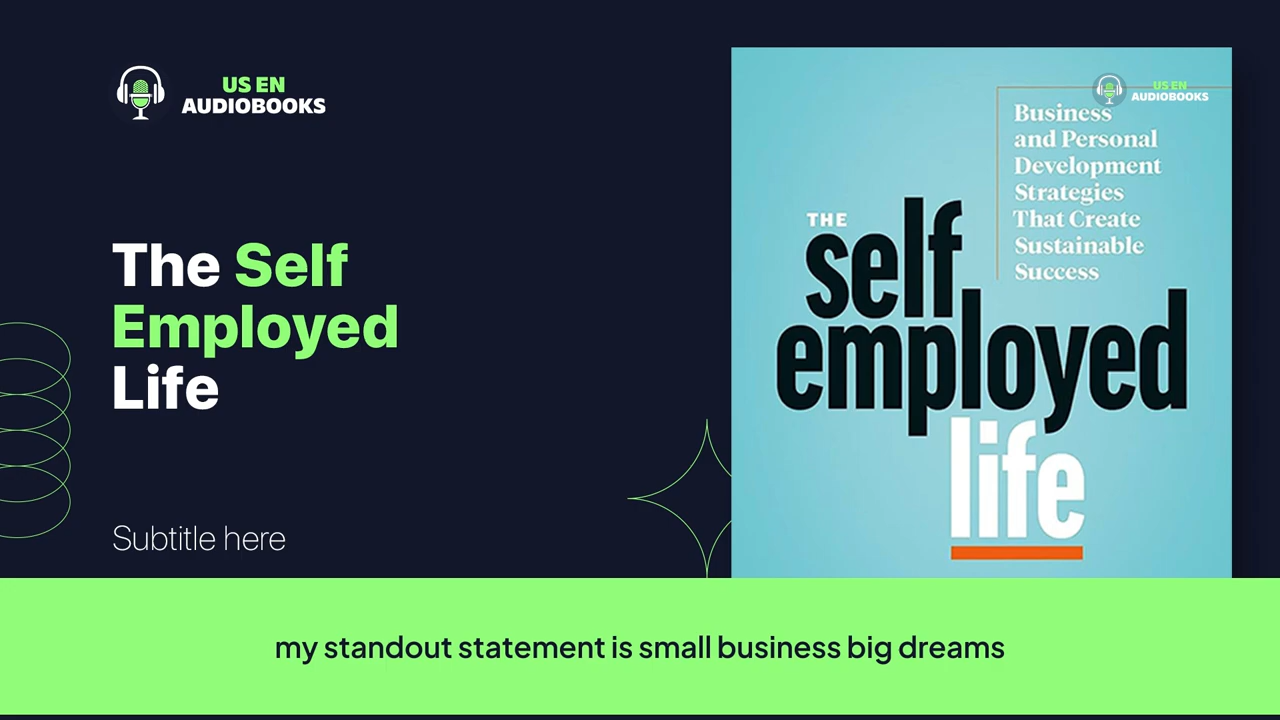 US EN
AUDIOBOOKS
The Self
Employed
Life
Subtitle here
US EN
AUDIOBOOKS
Business
and Personal
Development
Strategies
That Create
Sustainable
Success
THE
self
employed
life
my standout statement is small business big dreams